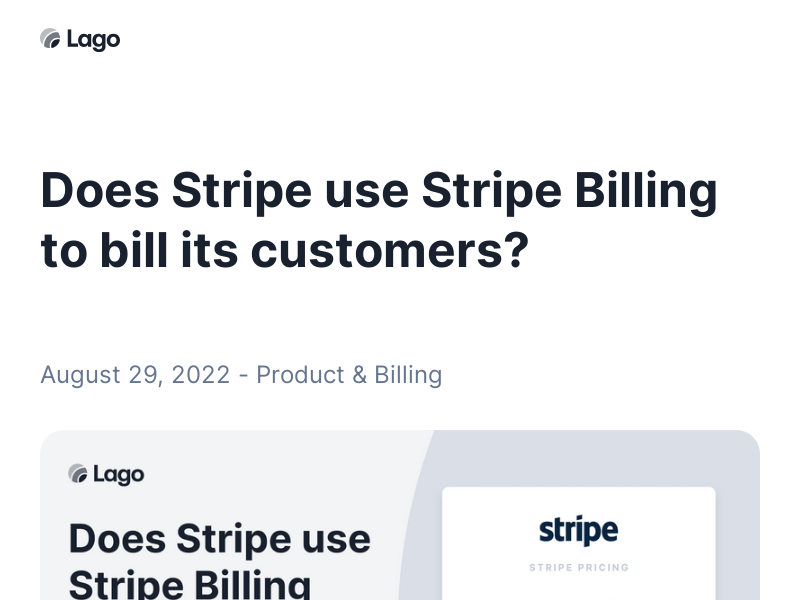 Lago
Does Stripe use Stripe Billing
to bill its customers?
August 29, 2022 - Product & Billing
Lago
Does Stripe use
Stripe Billing
stripe
STRIPE PRICING